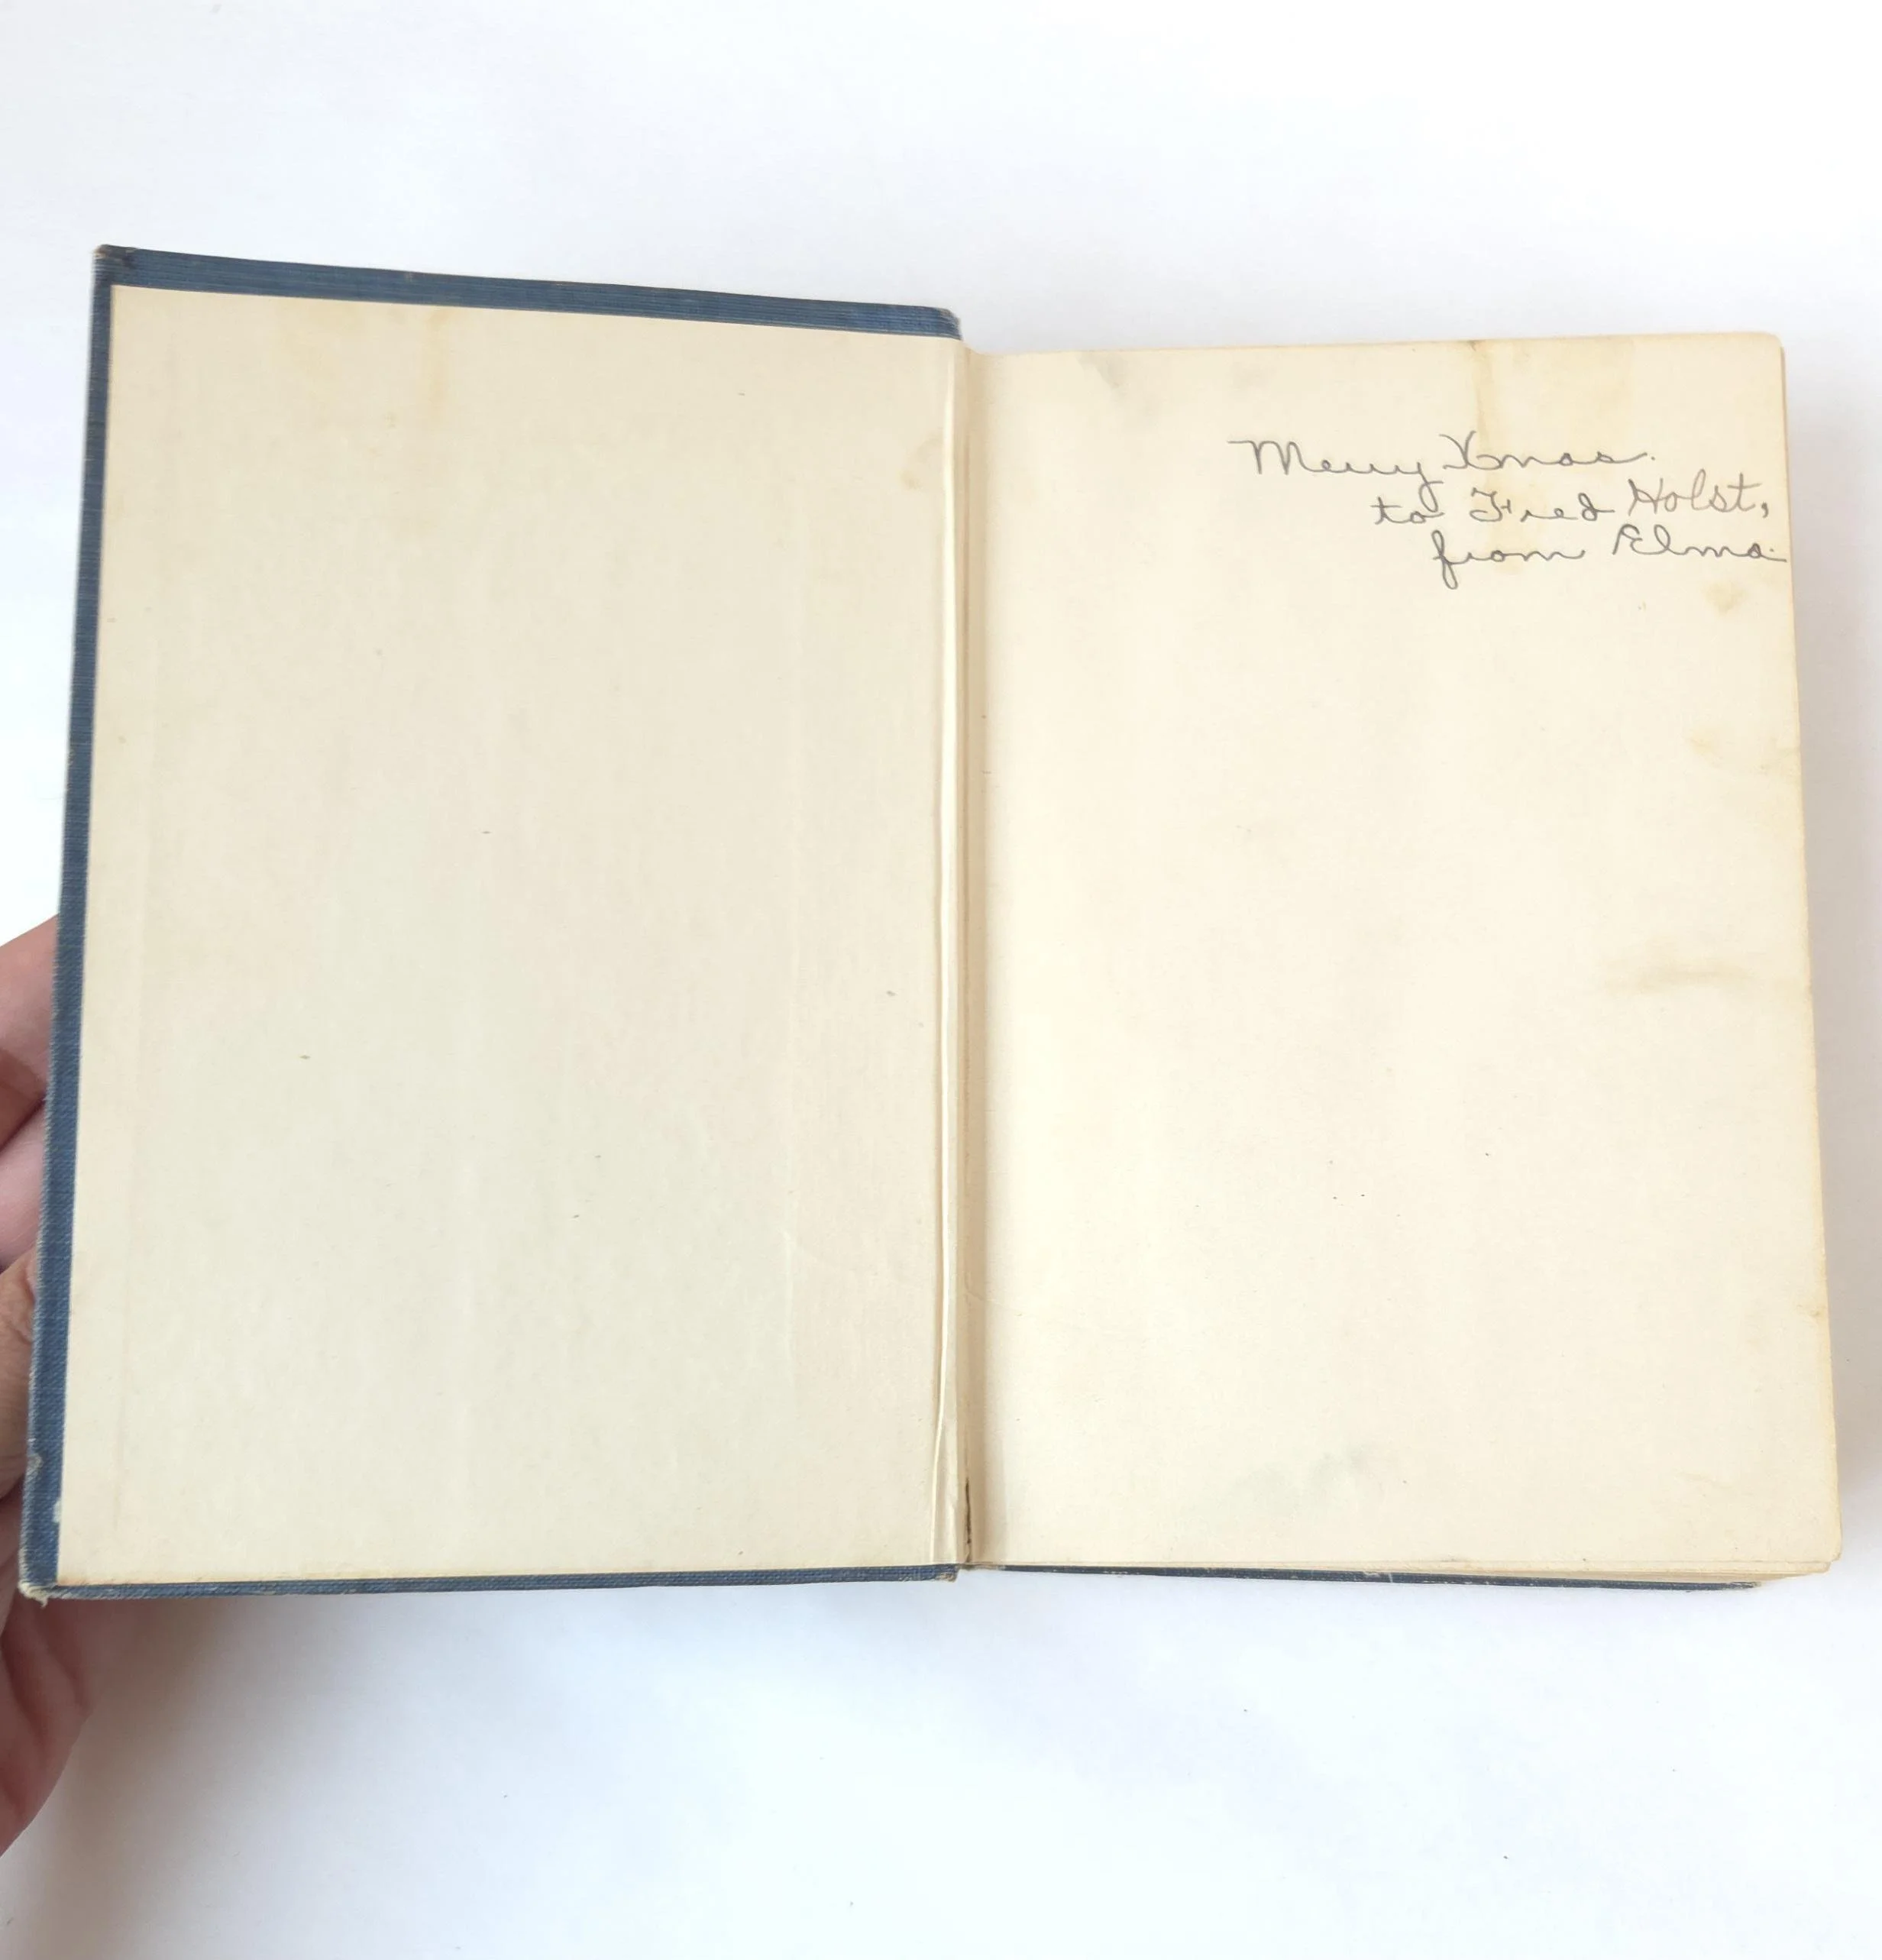 Merry Xmas.
to Fred Holst,
from Elma